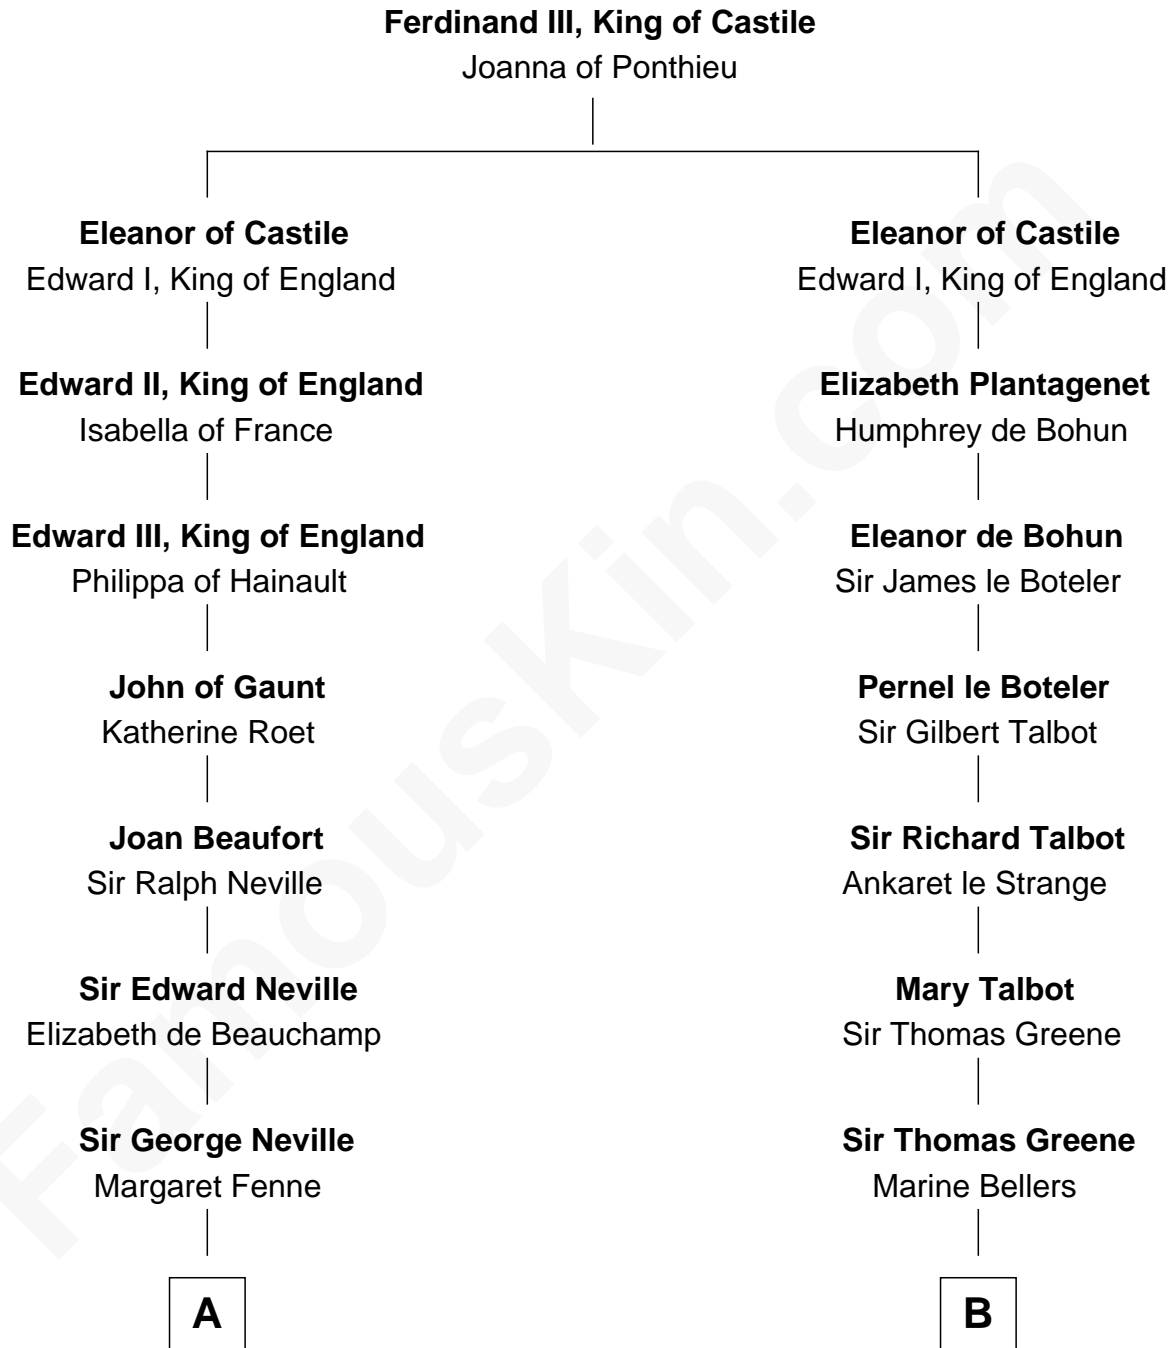 Ferdinand III, King of Castile
Joanna of Ponthieu
Eleanor of Castile
Edward I, King of England
Eleanor of Castile
Edward I, King of England
Edward II, King of England
Isabella of France
Elizabeth Plantagenet
Humphrey de Bohun
Edward III, King of England
Philippa of Hainault
Eleanor de Bohun
Sir James le Boteler
John of Gaunt
Katherine Roet
Pernel le Boteler
Sir Gilbert Talbot
Joan Beaufort
Sir Ralph Neville
Sir Richard Talbot
Ankaret le Strange
Sir Edward Neville
Elizabeth de Beauchamp
Mary Talbot
Sir Thomas Greene
Sir George Neville
Margaret Fenne
Sir Thomas Greene
Marine Bellers
A
B
FamousKin.com